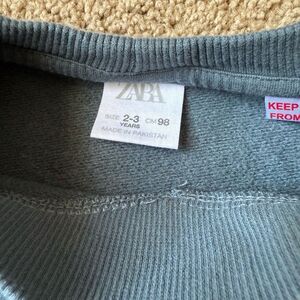 ZARA
SIZE 2-3 CM 98
YEARS
MADE IN PAKISTAN
KEEP
FROM